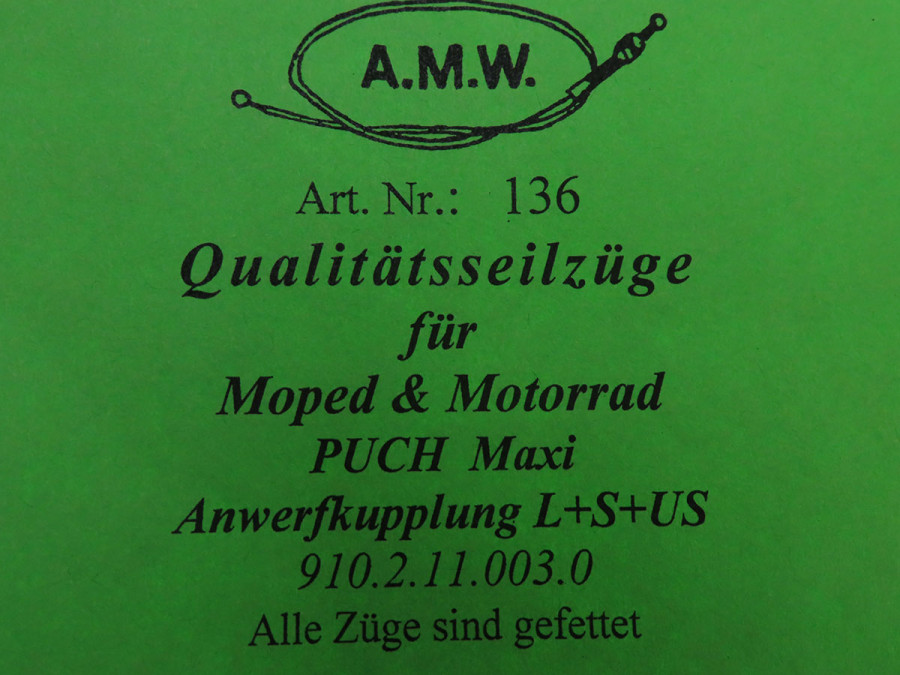 A.M.W.
Art. Nr.: 136
Qualitätsseilzüge
für
Moped & Motorrad
PUCH Maxi
Anwerfkupplung L+S+US
910.2.11.003.0
Alle Züge sind gefettet